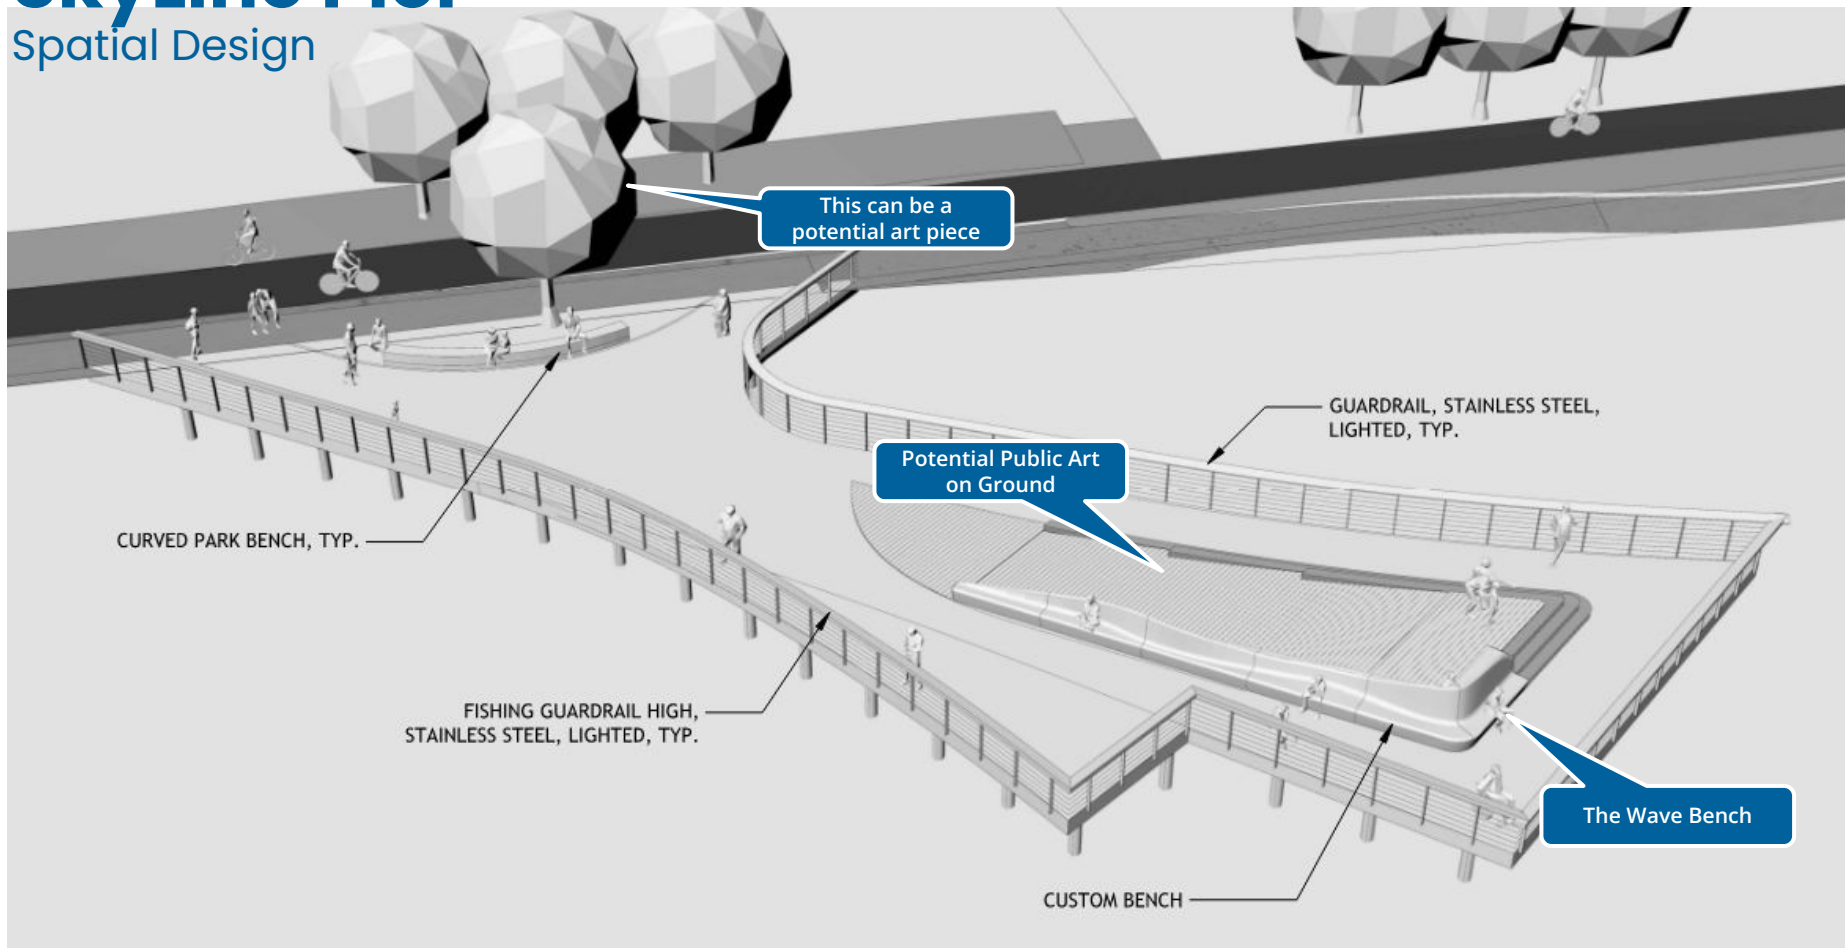 Spatial Design
This can be a
potential art piece
GUARDRAIL, STAINLESS STEEL,
LIGHTED, TYP.
Potential Public Art
on Ground
CURVED PARK BENCH, TYP.
FISHING GUARDRAIL HIGH,
STAINLESS STEEL, LIGHTED, TYP.
The Wave Bench
CUSTOM BENCH